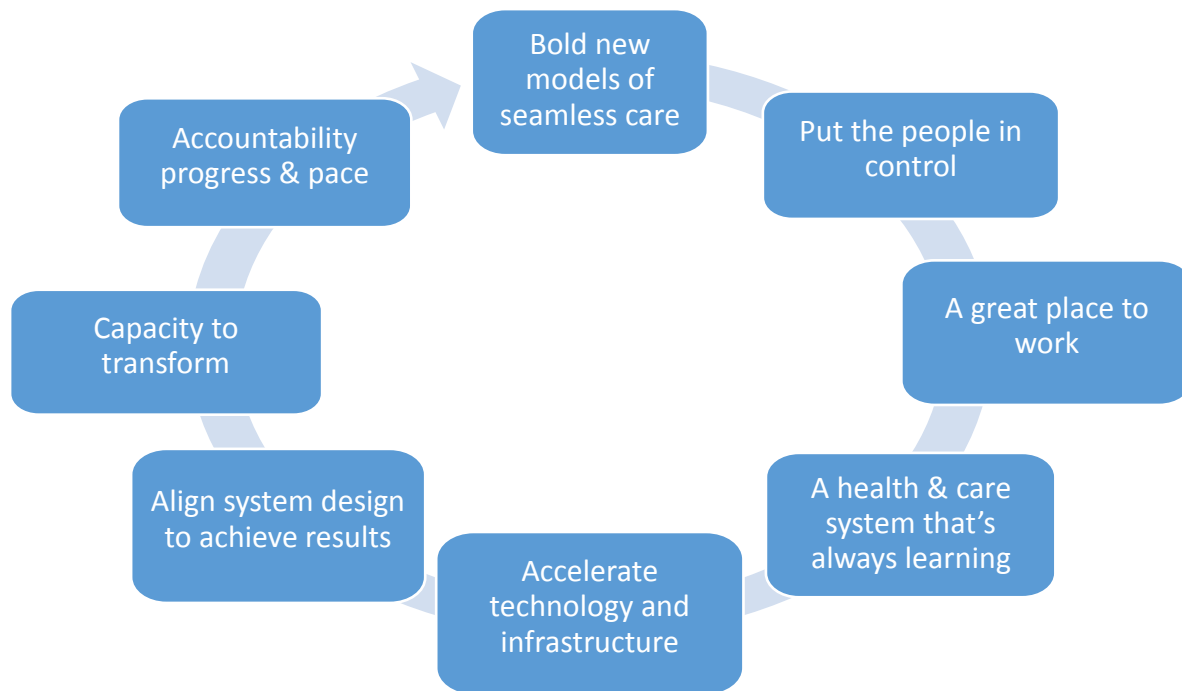 Bold new
models of
seamless care
Put the people in
control
A great place to
work
A health & care
system that’s
always learning
Accelerate
technology and
infrastructure
Align system design
to achieve results
Capacity to
transform
Accountability
progress & pace